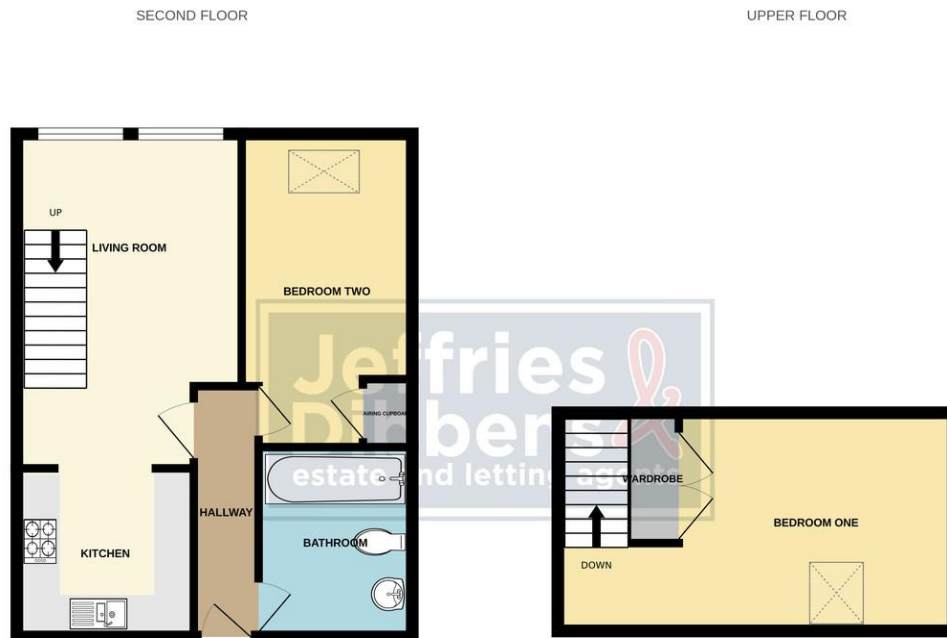 SECOND FLOOR
UPPER FLOOR
UP
LIVING ROOM
BEDROOM TWO
Jeffries &
Dibbens
estate and letting agents
AIRING CUPBOARD
WARDROBE
HALLWAY
BEDROOM ONE
BATHROOM
KITCHEN
DOWN